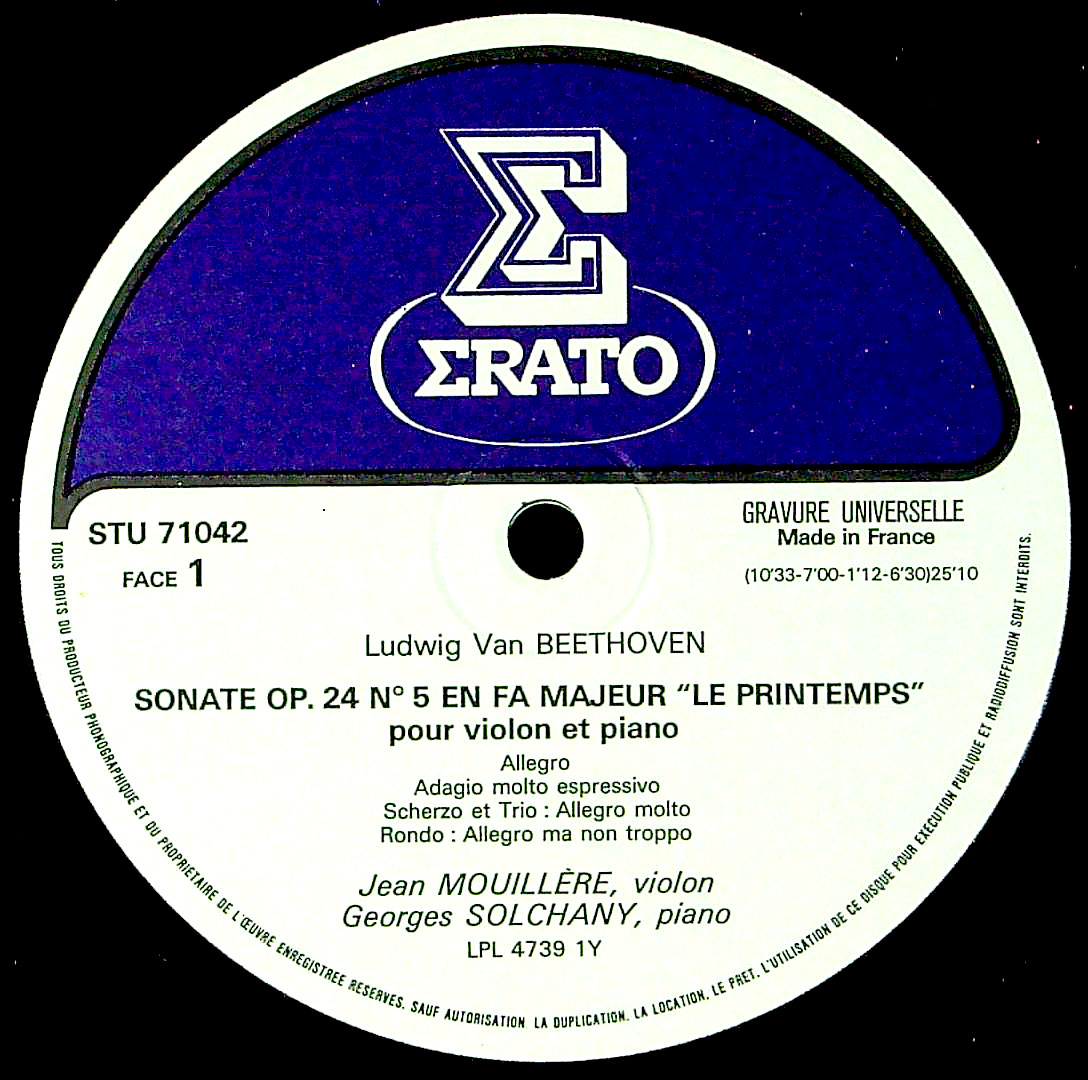 Σ
ΣRATO
STU 71042
FACE 1
GRAVURE UNIVERSELLE
Made in France
(10'33-7'00-1'12-6'30)25'10
Ludwig Van BEETHOVEN
SONATE OP. 24 N° 5 EN FA MAJEUR "LE PRINTEMPS"
pour violon et piano
Allegro
Adagio molto espressivo
Scherzo et Trio : Allegro molto
Rondo : Allegro ma non troppo
Jean MOUILLÈRE, violon
Georges SOLCHANY, piano
LPL 4739 1Y
TOUS DROITS DU PRODUCTEUR PHONOGRAPHIQUE ET DU PROPRIETAIRE DE L'ŒUVRE ENREGISTREE RESERVES. SAUF AUTORISATION. LA DUPLICATION. LA LOCATION. LE PRET. L'UTILISATION DE CE DISQUE POUR EXECUTION PUBLIQUE ET RADIODIFFUSION SONT INTERDITS.